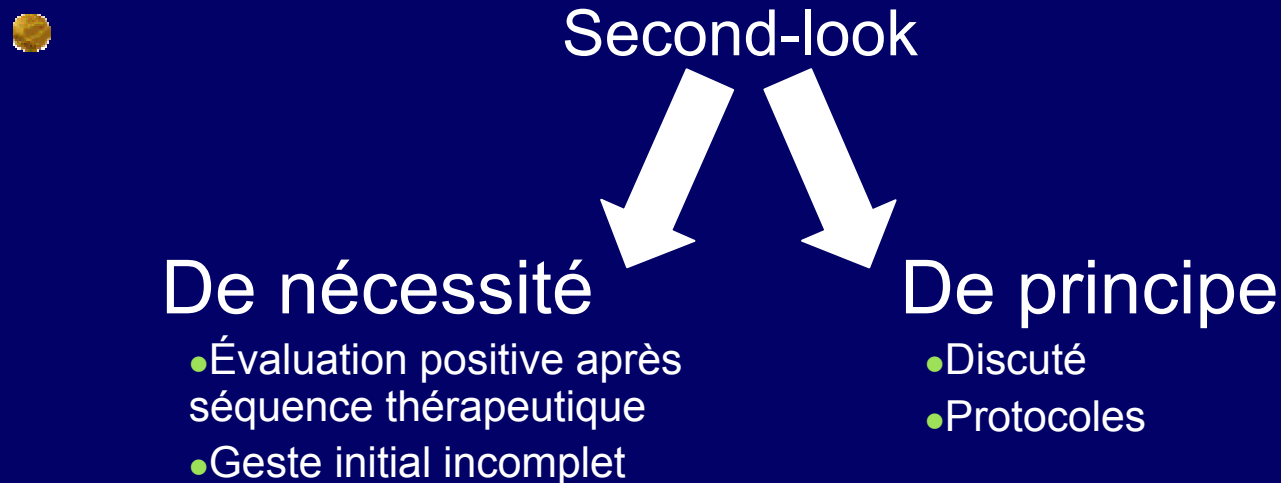 Second-look
De nécessité
●Évaluation positive après
séquence thérapeutique
●Geste initial incomplet
De principe
●Discuté
●Protocoles